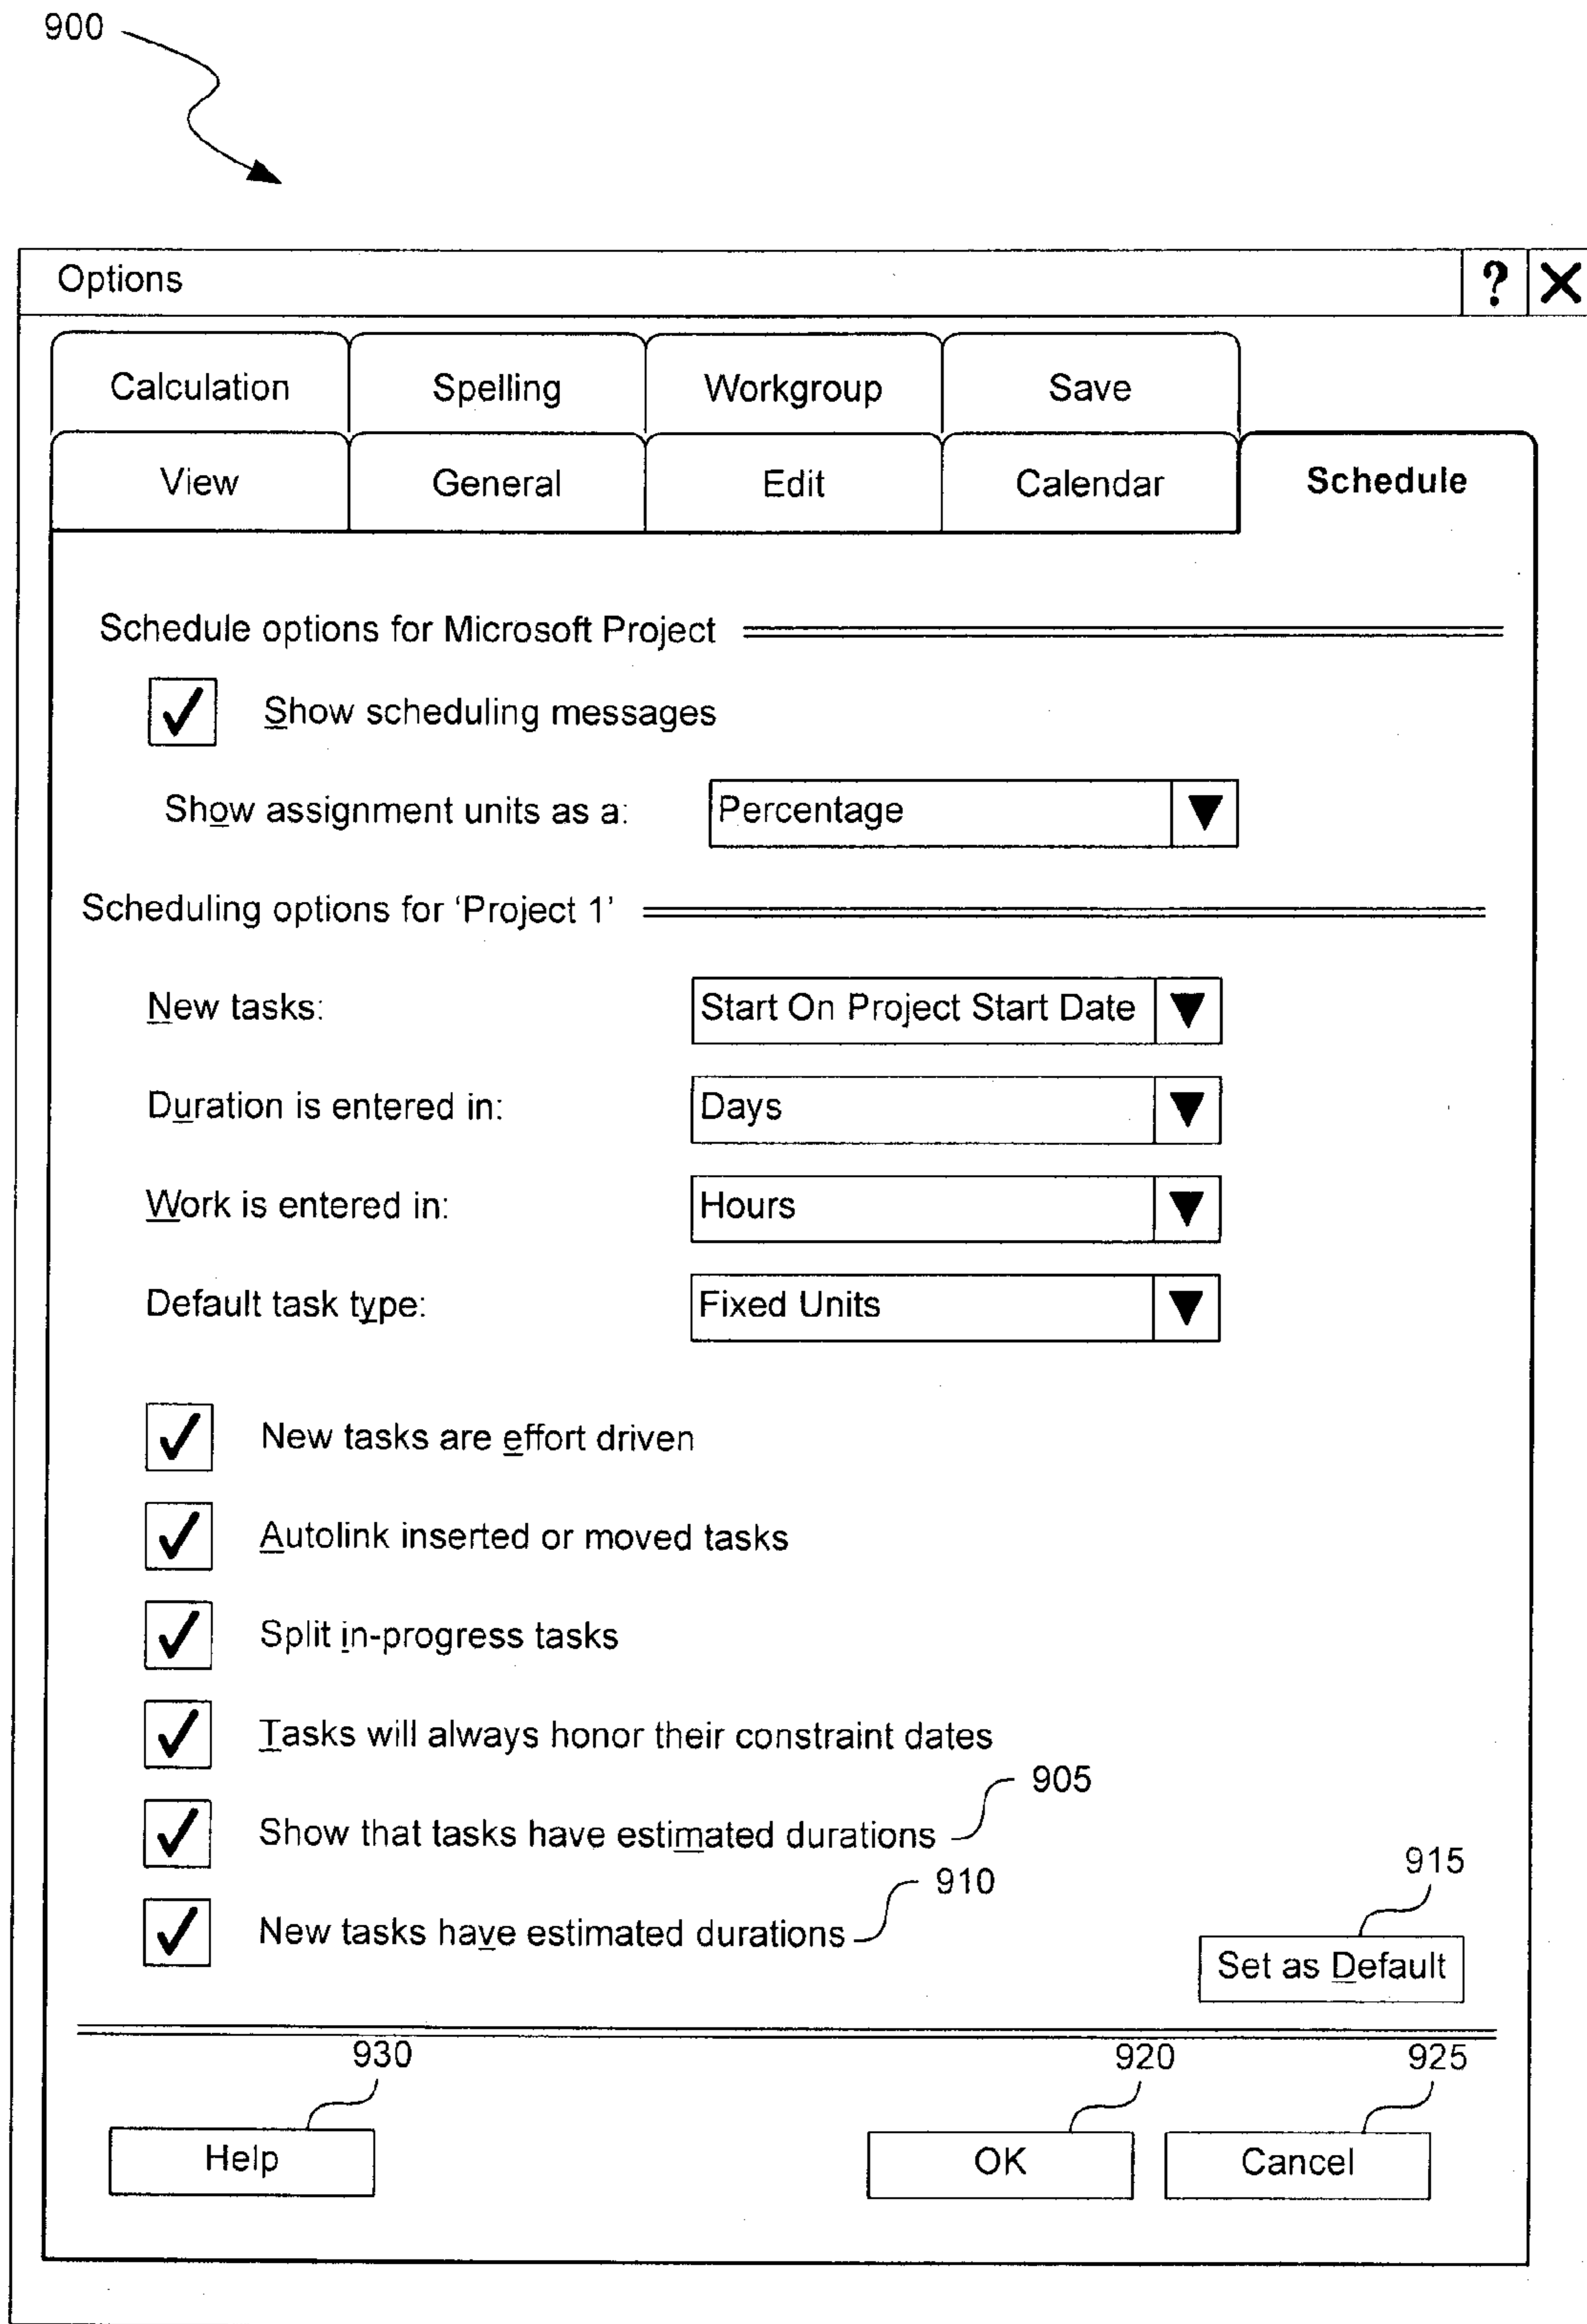 900
Options ?
Calculation Spelling Workgroup Save
View General Edit Calendar Schedule
Schedule options for Microsoft Project
Show scheduling messages
Show assignment units as a: Percentage
Scheduling options for ‘Project 1’
New tasks: Start On Project Start Date
Duration is entered in: Days
Work is entered in: Hours
Default task type: Fixed Units
New tasks are effort driven
Autolink inserted or moved tasks
Split in-progress tasks
Tasks will always honor their constraint dates
905
Show that tasks have estimated durations
910
New tasks have estimated durations
915
Set as Default
930 920 925
Help OK Cancel